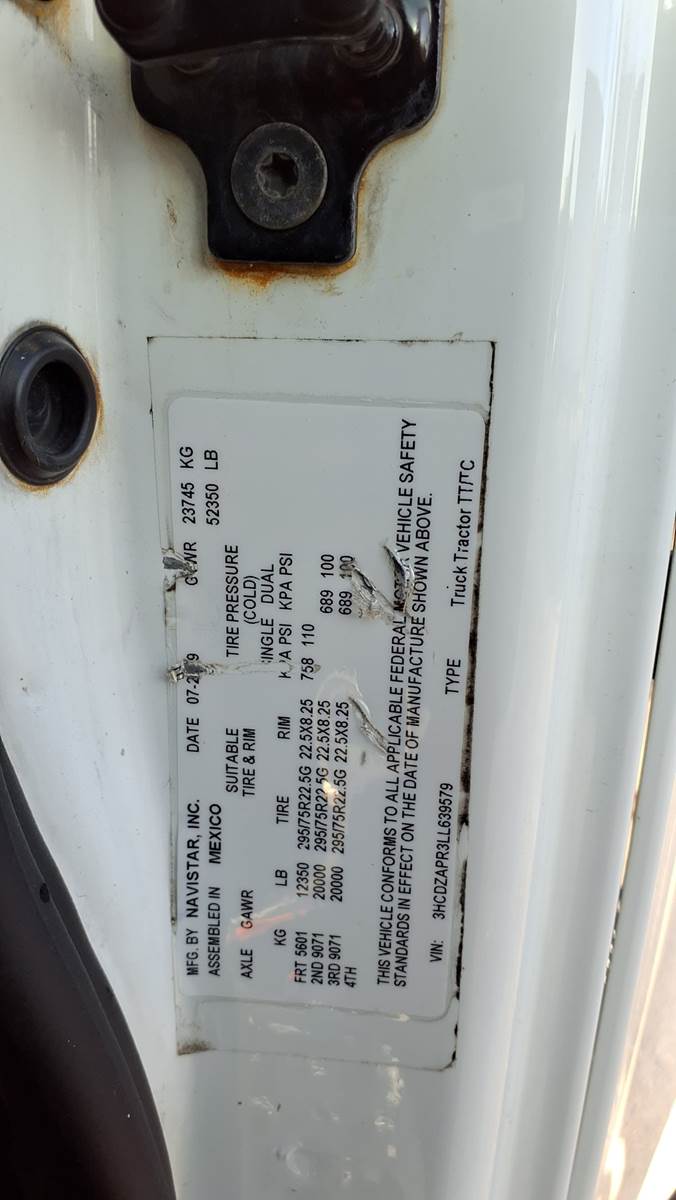 MFG. BY NAVISTAR, INC. DATE 07-2 9 GVWR 23745 KG
ASSEMBLED IN MEXICO 52350 LB
SUITABLE TIRE PRESSURE
AXLE GAWR TIRE & RIM (COLD)
SINGLE DUAL
KG LB TIRE RIM KPA PSI KPA PSI
FRT 5601 12350 295/75R22.5G 22.5X8.25 758 110
2ND 9071 20000 295/75R22.5G 22.5X8.25 689 100
3RD 9071 20000 295/75R22.5G 22.5X8.25 689 100
4TH
THIS VEHICLE CONFORMS TO ALL APPLICABLE FEDERAL MOTOR VEHICLE SAFETY
STANDARDS IN EFFECT ON THE DATE OF MANUFACTURE SHOWN ABOVE.
VIN: 3HCDZAPR3LL639579 TYPE Truck Tractor